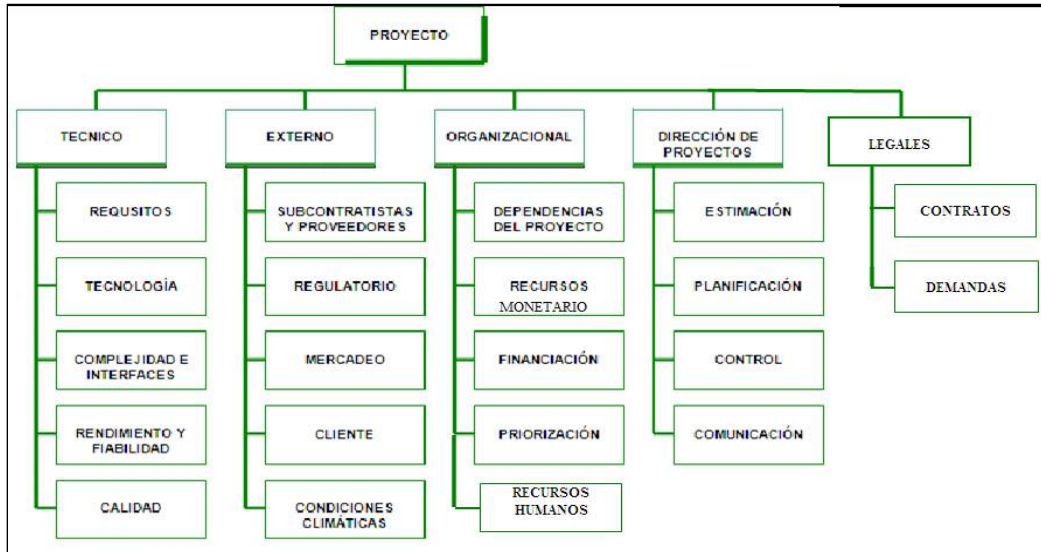 PROYECTO
TECNICO
REQUSITOS
TECNOLOGÍA
COMPLEJIDAD E
INTERFACES
RENDIMIENTO Y
FIABILIDAD
CALIDAD
EXTERNO
SUBCONTRATISTAS
Y PROVEEDORES
REGULATORIO
MERCADEO
CLIENTE
CONDICIONES
CLIMÁTICAS
ORGANIZACIONAL
DEPENDENCIAS
DEL PROYECTO
RECURSOS
MONETARIO
FINANCIACIÓN
PRIORIZACIÓN
RECURSOS
HUMANOS
DIRECCIÓN DE
PROYECTOS
ESTIMACIÓN
PLANIFICACIÓN
CONTROL
COMUNICACIÓN
LEGALES
CONTRATOS
DEMANDAS